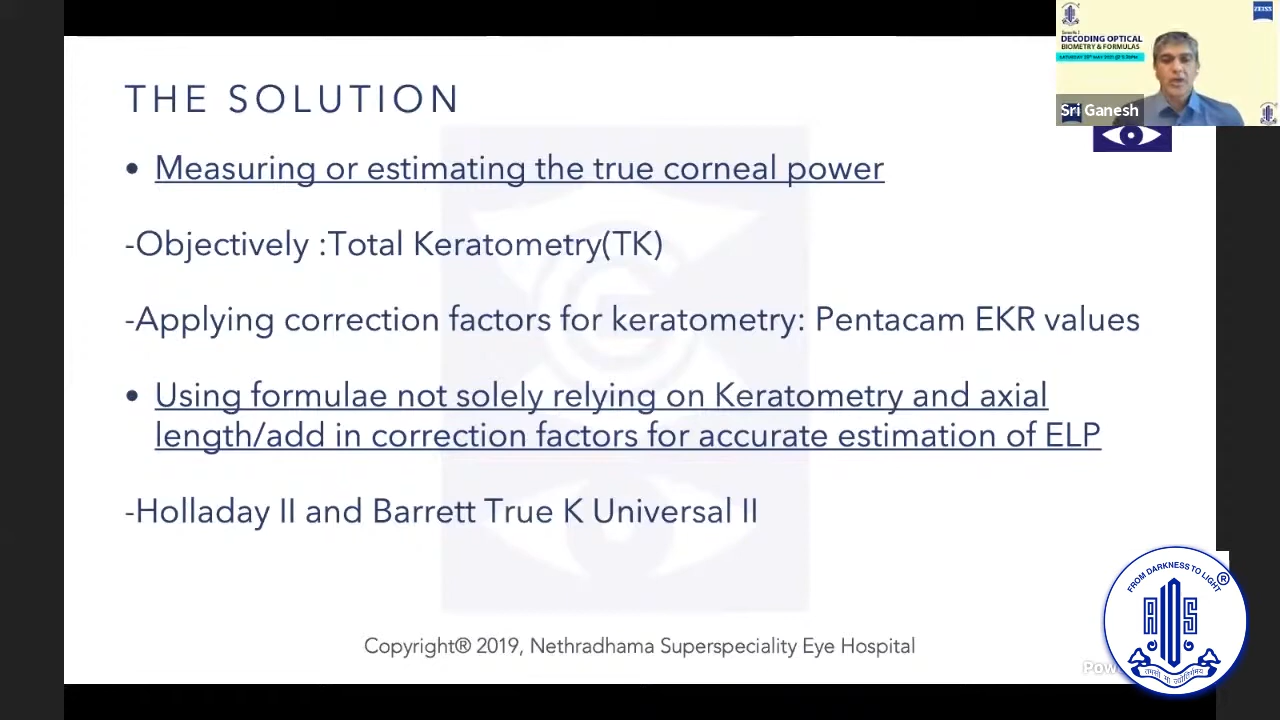 THE SOLUTION
• Measuring or estimating the true corneal power
-Objectively :Total Keratometry(TK)
-Applying correction factors for keratometry: Pentacam EKR values
• Using formulae not solely relying on Keratometry and axial
length/add in correction factors for accurate estimation of ELP
-Holladay II and Barrett True K Universal II
Copyright® 2019, Nethradhama Superspeciality Eye Hospital
DECODING OPTICAL
BIOMETRY & FORMULAS
ZEISS
Sri Ganesh
FROM DARKNESS TO LIGHT
®
AIOS
Pow